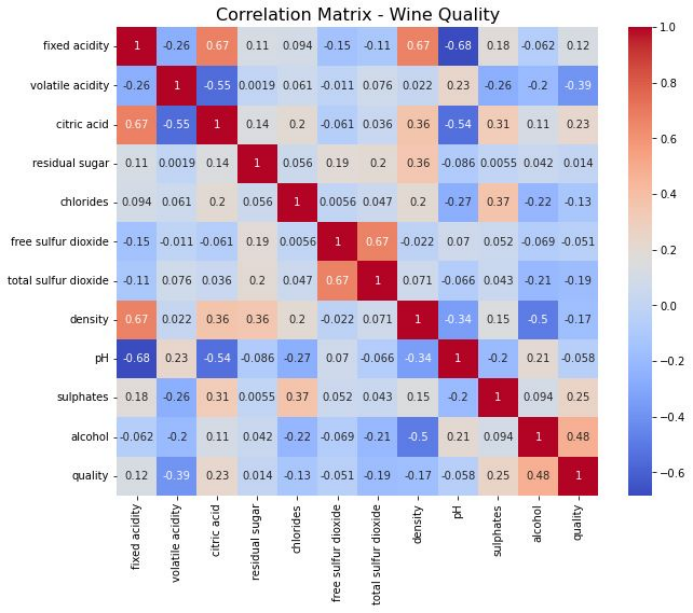 Correlation Matrix - Wine Quality
fixed acidity 1 -0.26 0.67 0.11 0.094 -0.15 -0.11 0.67 -0.68 0.18 -0.062 0.12
volatile acidity -0.26 1 -0.55 0.0019 0.061 -0.011 0.076 0.022 0.23 -0.26 -0.2 -0.39
citric acid 0.67 -0.55 1 0.14 0.2 -0.061 0.036 0.36 -0.54 0.31 0.11 0.23
residual sugar 0.11 0.0019 0.14 1 0.056 0.19 0.2 0.36 -0.086 0.0055 0.042 0.014
chlorides 0.094 0.061 0.2 0.056 1 0.0056 0.047 0.2 -0.27 0.37 -0.22 -0.13
free sulfur dioxide -0.15 -0.011 -0.061 0.19 0.0056 1 0.67 -0.022 0.07 0.052 -0.069 -0.051
total sulfur dioxide -0.11 0.076 0.036 0.2 0.047 0.67 1 0.071 -0.066 0.043 -0.21 -0.19
density 0.67 0.022 0.36 0.36 0.2 -0.022 0.071 1 -0.34 0.15 -0.5 -0.17
pH -0.68 0.23 -0.54 -0.086 -0.27 0.07 -0.066 -0.34 1 -0.2 0.21 -0.058
sulphates 0.18 -0.26 0.31 0.0055 0.37 0.052 0.043 0.15 -0.2 1 0.094 0.25
alcohol -0.062 -0.2 0.11 0.042 -0.22 -0.069 -0.21 -0.5 0.21 0.094 1 0.48
quality 0.12 -0.39 0.23 0.014 -0.13 -0.051 -0.19 -0.17 -0.058 0.25 0.48 1
fixed acidity
volatile acidity
citric acid
residual sugar
chlorides
free sulfur dioxide
total sulfur dioxide
density
pH
sulphates
alcohol
quality
1.0
0.8
0.6
0.4
0.2
0.0
−0.2
−0.4
−0.6